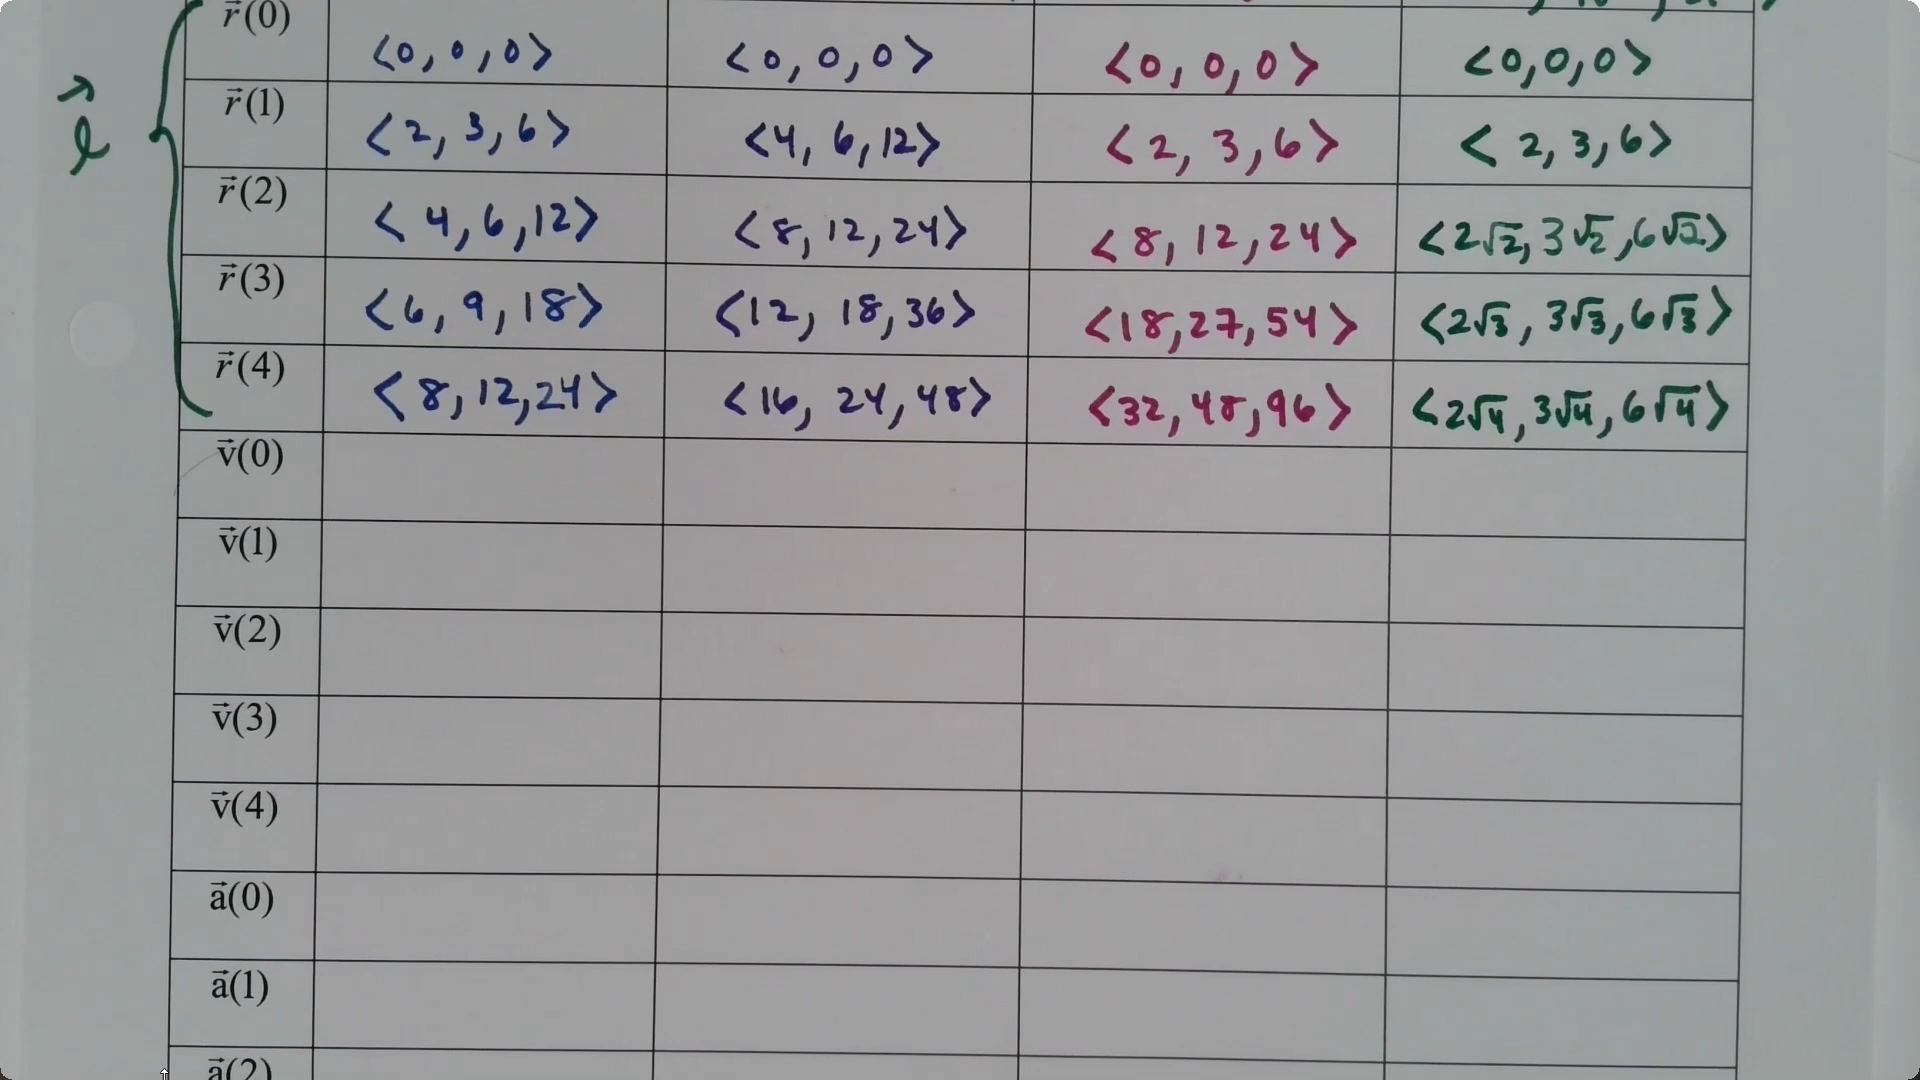 r⃗(0) <0, 0, 0> <0, 0, 0> <0, 0, 0> <0, 0, 0>
r⃗(1) <2, 3, 6> <4, 6, 12> <2, 3, 6> <2, 3, 6>
r⃗(2) <4, 6, 12> <8, 12, 24> <8, 12, 24> <2√2, 3√2, 6√2>
r⃗(3) <6, 9, 18> <12, 18, 36> <18, 27, 54> <2√3, 3√3, 6√3>
r⃗(4) <8, 12, 24> <16, 24, 48> <32, 48, 96> <2√4, 3√4, 6√4>
v⃗(0)
v⃗(1)
v⃗(2)
v⃗(3)
v⃗(4)
a⃗(0)
a⃗(1)
a⃗(2)